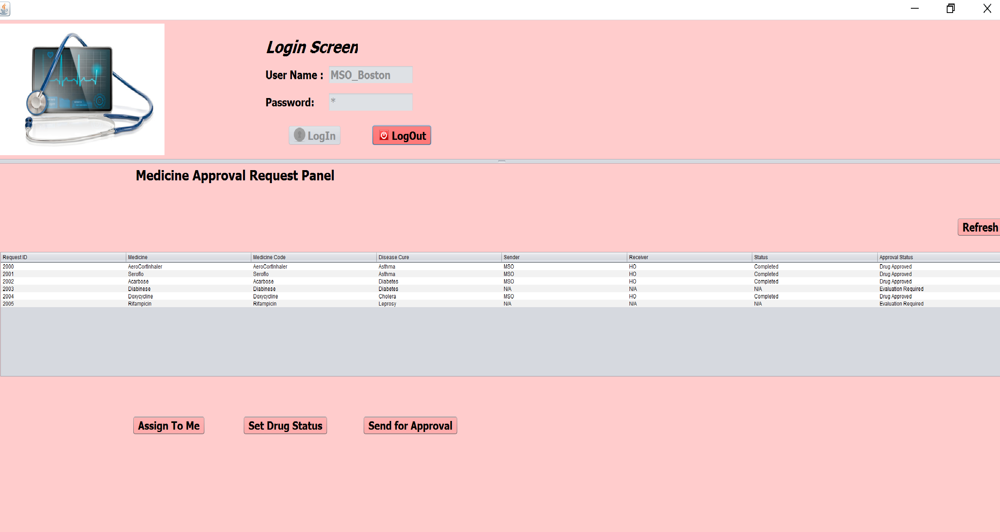 Login Screen
User Name : MSO_Boston
Password: *
LogIn LogOut
Medicine Approval Request Panel
Refresh
Request ID Medicine Medicine Code Disease Cure Sender Receiver Status Approval Status
2000 AeroCortInhaler AeroCortInhaler Asthma MSO HO Completed Drug Approved
2001 Seroflo Seroflo Asthma MSO HO Completed Drug Approved
2002 Acarbose Acarbose Diabetes MSO HO Completed Drug Approved
2003 Diabinese Diabinese Diabetes N/A N/A N/A Evaluation Required
2004 Doxycycline Doxycycline Cholera MSO HO Completed Drug Approved
2005 Rifampicin Rifampicin Leprosy N/A N/A N/A Evaluation Required
Assign To Me Set Drug Status Send for Approval